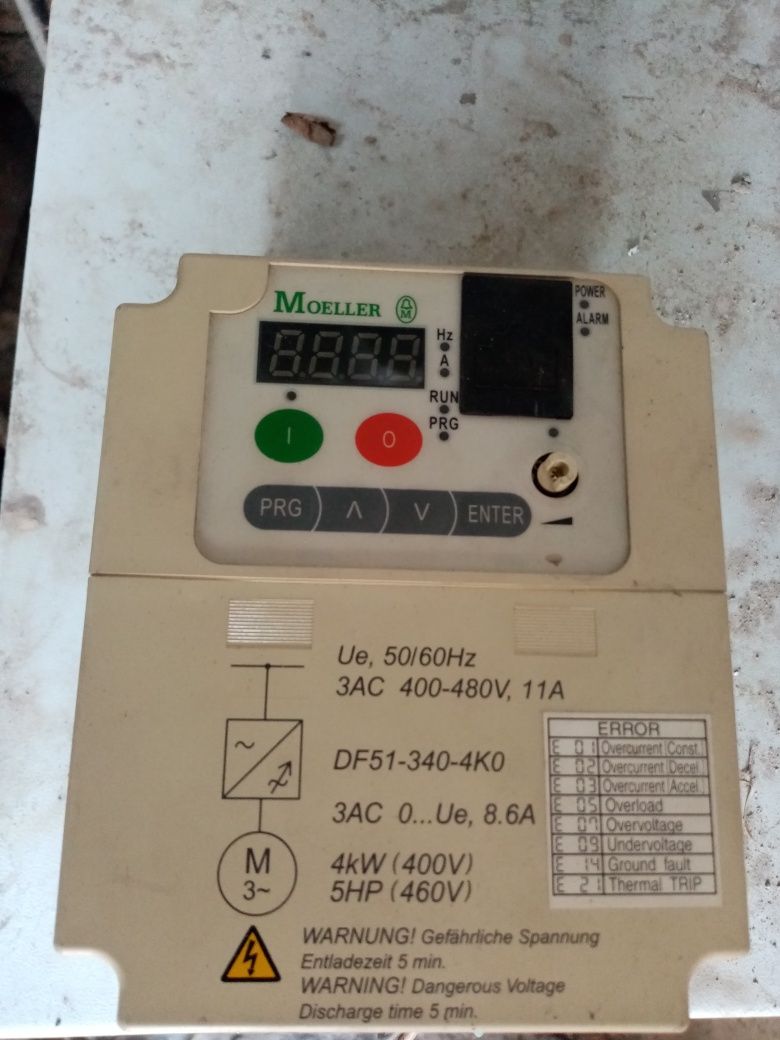 MOELLER
POWER
ALARM
Hz
A
RUN
PRG
I
0
PRG
ENTER
Ue, 50/60Hz
3AC 400-480V, 11A
DF51-340-4K0
3AC 0...Ue, 8.6A
M
3~
4kW (400V)
5HP (460V)
ERROR
E 01 Overcurrent (Const.)
E 02 Overcurrent (Decel.)
E 03 Overcurrent (Accel.)
E 05 Overload
E 07 Overvoltage
E 09 Undervoltage
E 14 Ground fault
E 21 Thermal TRIP
WARNUNG! Gefährliche Spannung
Entladezeit 5 min.
WARNING! Dangerous Voltage
Discharge time 5 min.